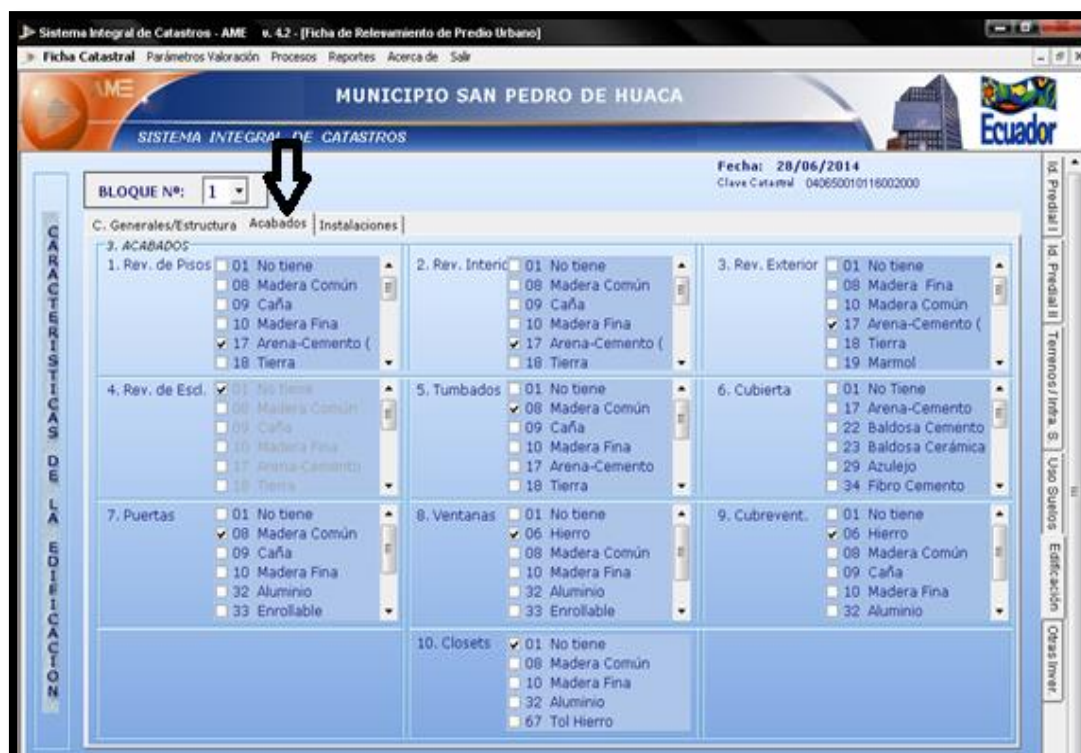 Sistema Integral de Catastros - AME v. 4.2 - [Ficha de Relevamiento de Predio Urbano]
Ficha Catastral Parámetros Valoración Procesos Reportes Acerca de Salir
AME
MUNICIPIO SAN PEDRO DE HUACA
SISTEMA INTEGRAL DE CATASTROS
Ecuador
Fecha: 28/06/2014
Clave Catastral 040650010116002000
BLOQUE Nº: 1
C. Generales/Estructura Acabados Instalaciones
3. ACABADOS
1. Rev. de Pisos
01 No tiene
08 Madera Común
09 Caña
10 Madera Fina
17 Arena-Cemento (
18 Tierra
2. Rev. Interic
01 No tiene
08 Madera Común
09 Caña
10 Madera Fina
17 Arena-Cemento (
18 Tierra
3. Rev. Exterior
01 No tiene
08 Madera Fina
10 Madera Común
17 Arena-Cemento (
18 Tierra
19 Marmol
4. Rev. de Esd.
01 No tiene
08 Madera Común
09 Caña
10 Madera Fina
17 Arena-Cemento
18 Tierra
5. Tumbados
01 No tiene
08 Madera Común
09 Caña
10 Madera Fina
17 Arena-Cemento
18 Tierra
6. Cubierta
01 No Tiene
17 Arena-Cemento
22 Baldosa Cemento
23 Baldosa Cerámica
29 Azulejo
34 Fibro Cemento
7. Puertas
01 No tiene
08 Madera Común
09 Caña
10 Madera Fina
32 Aluminio
33 Enrollable
8. Ventanas
01 No tiene
06 Hierro
08 Madera Común
10 Madera Fina
32 Aluminio
33 Enrollable
9. Cubrevent.
01 No tiene
06 Hierro
08 Madera Común
09 Caña
10 Madera Fina
32 Aluminio
10. Closets
01 No tiene
08 Madera Común
10 Madera Fina
32 Aluminio
67 Tol Hierro
CARACTERISTICAS DE LA EDIFICACION
Id. Predial I
Id. Predial II
Terrenos / Infra. S.
Uso Suelos
Edificación
Otras Inver.